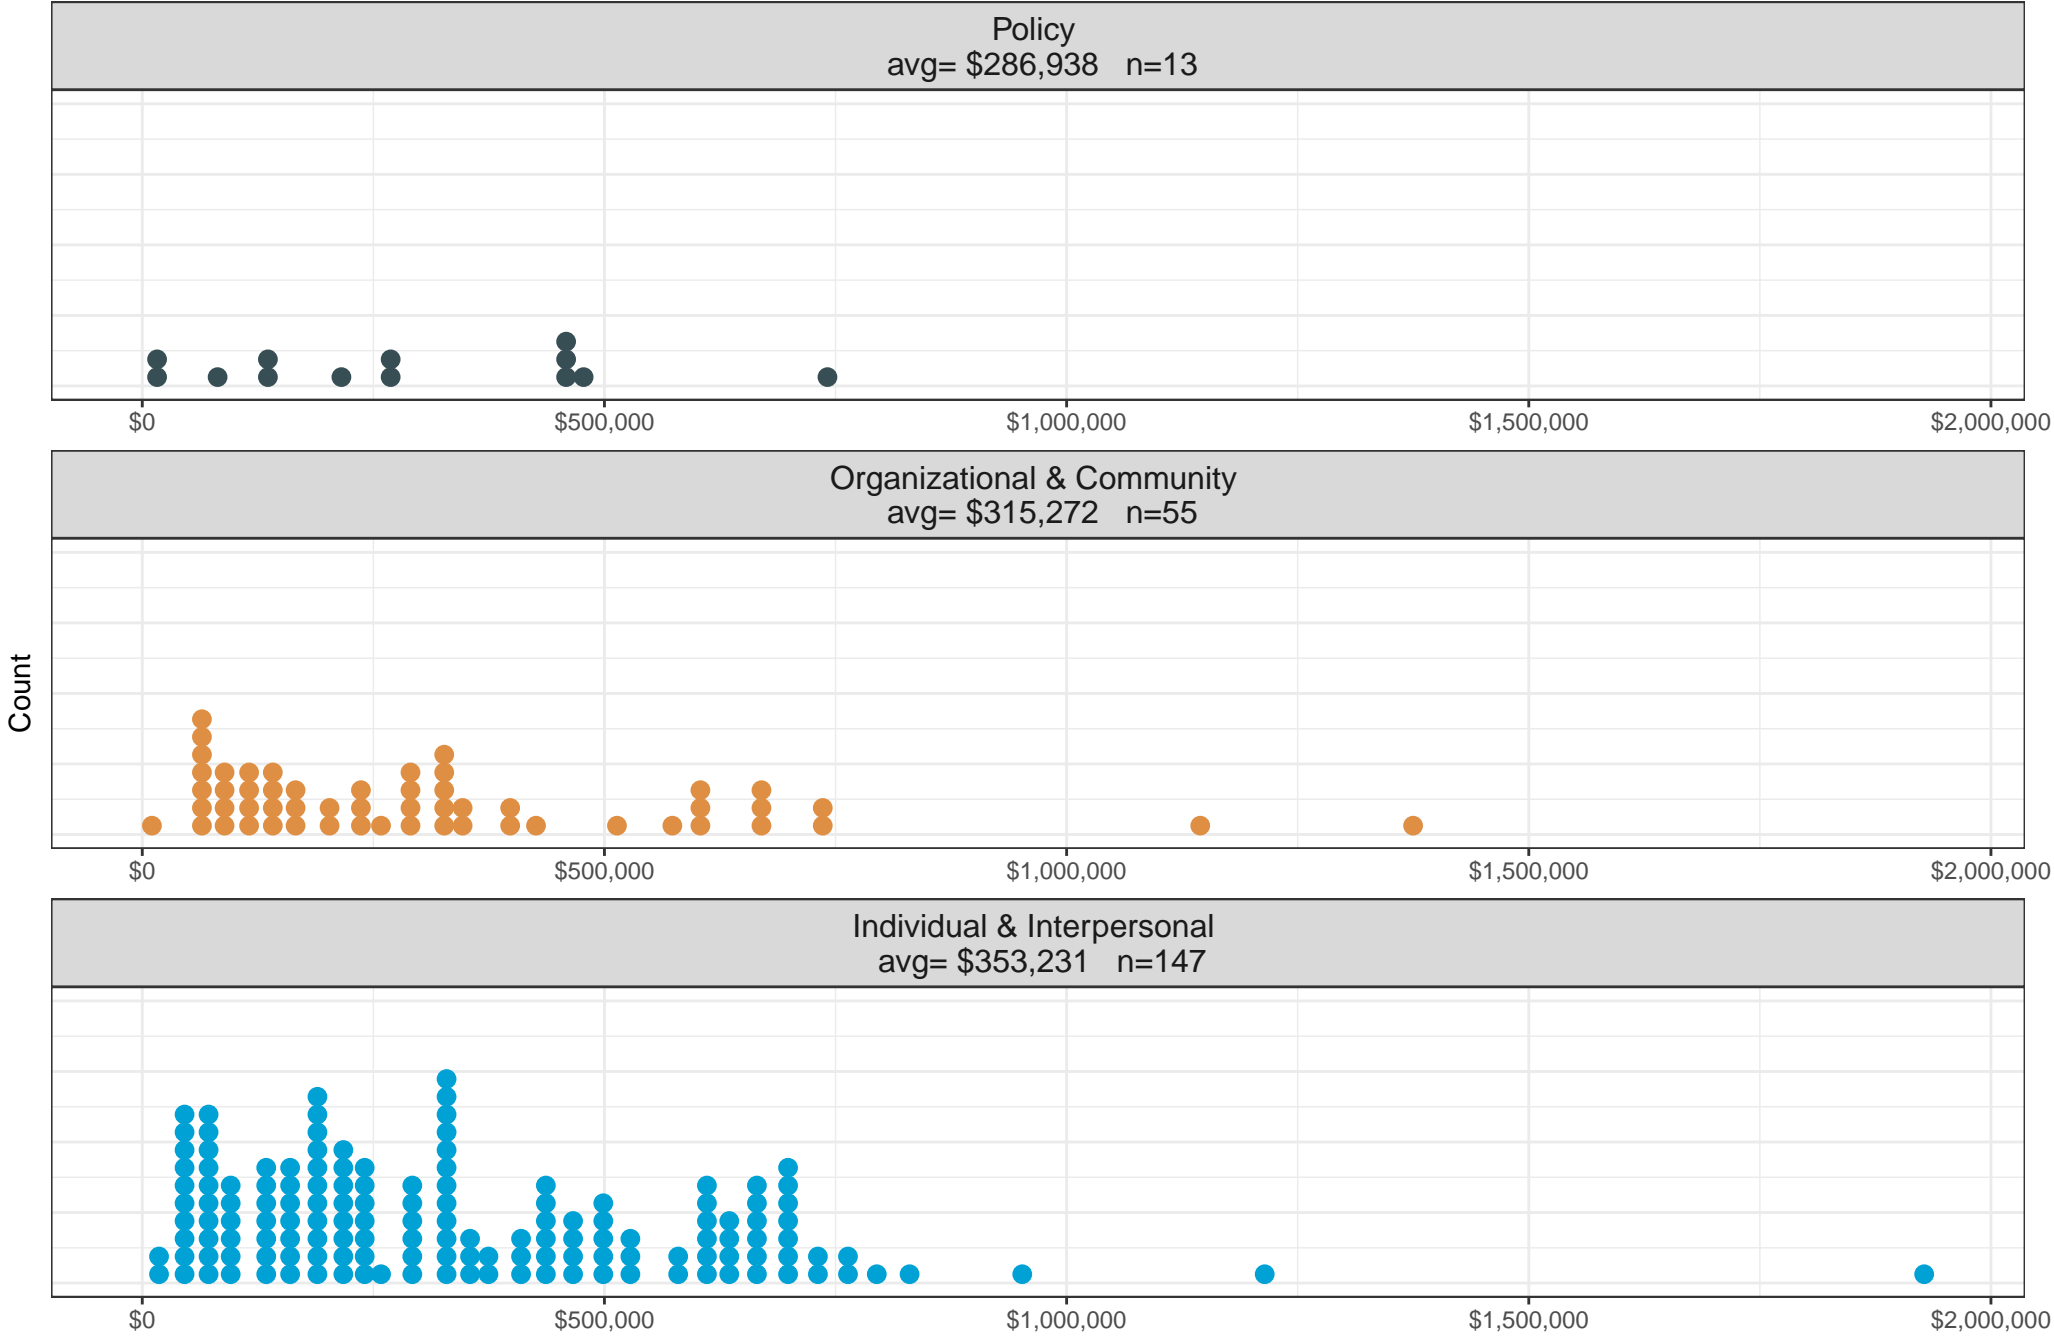 Policy
avg= $286,938   n=13
$0 $500,000 $1,000,000 $1,500,000 $2,000,000
Organizational & Community
avg= $315,272   n=55
Count
$0 $500,000 $1,000,000 $1,500,000 $2,000,000
Individual & Interpersonal
avg= $353,231   n=147
$0 $500,000 $1,000,000 $1,500,000 $2,000,000